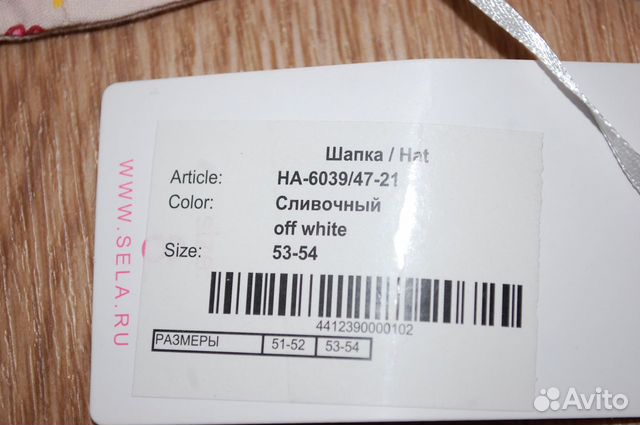 Шапка / Hat
Article: HA-6039/47-21
Color: Сливочный
off white
Size: 53-54
4412390000102
РАЗМЕРЫ 51-52 53-54
WWW.SELA.RU
Avito